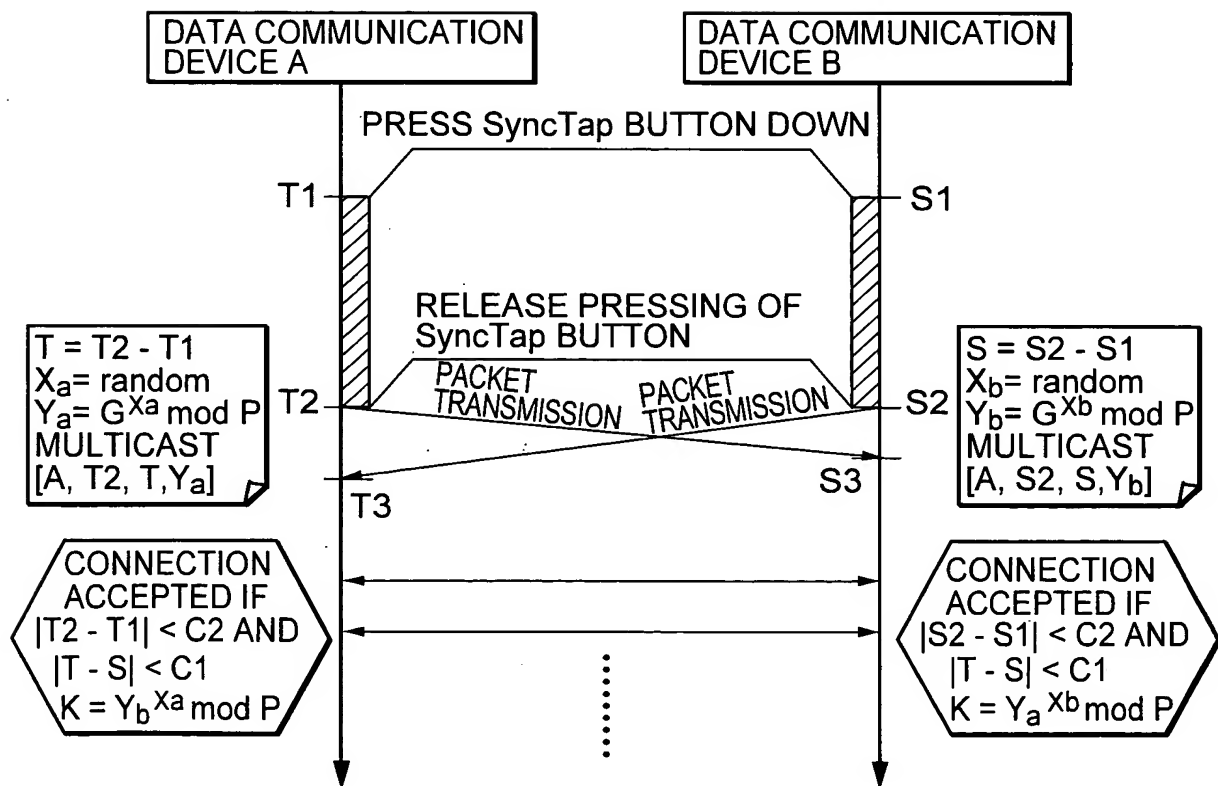 DATA COMMUNICATION
DEVICE A
DATA COMMUNICATION
DEVICE B
PRESS SyncTap BUTTON DOWN
T1
S1
RELEASE PRESSING OF
SyncTap BUTTON
T = T2 - T1
Xa= random
Ya= G^Xa mod P
MULTICAST
[A, T2, T,Ya]
T2
PACKET
TRANSMISSION
PACKET
TRANSMISSION
S2
S = S2 - S1
Xb= random
Yb= G^Xb mod P
MULTICAST
[A, S2, S,Yb]
T3
S3
CONNECTION
ACCEPTED IF
|T2 - T1| < C2 AND
|T - S| < C1
K = Yb^Xa mod P
CONNECTION
ACCEPTED IF
|S2 - S1| < C2 AND
|T - S| < C1
K = Ya^Xb mod P